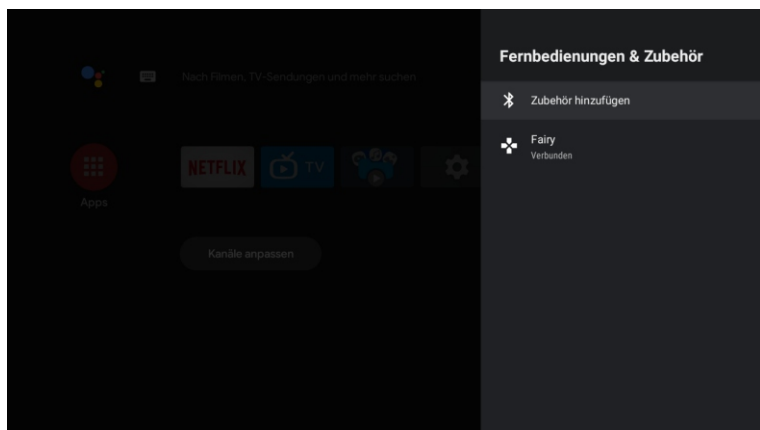 Fernbedienungen & Zubehör
Nach Filmen, TV-Sendungen und mehr suchen
Zubehör hinzufügen
Fairy
Verbunden
NETFLIX
TV
Apps
Kanäle anpassen